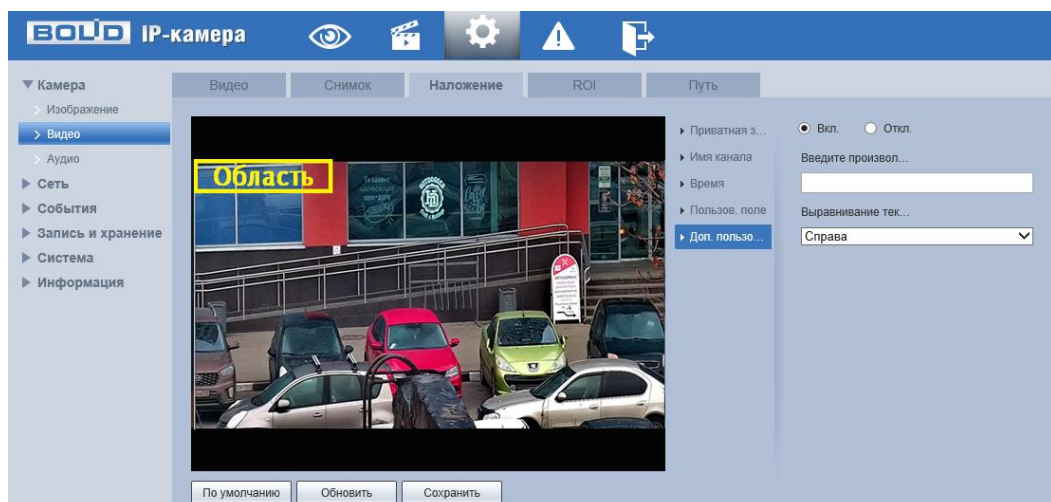 BOLID IP-камера
Камера
Изображение
Видео
Аудио
Сеть
События
Запись и хранение
Система
Информация
Видео
Снимок
Наложение
ROI
Путь
Область
Приватная з...
Имя канала
Время
Пользов. поле
Доп. пользо...
Вкл.
Откл.
Введите произвол...
Выравнивание тек...
Справа
По умолчанию
Обновить
Сохранить